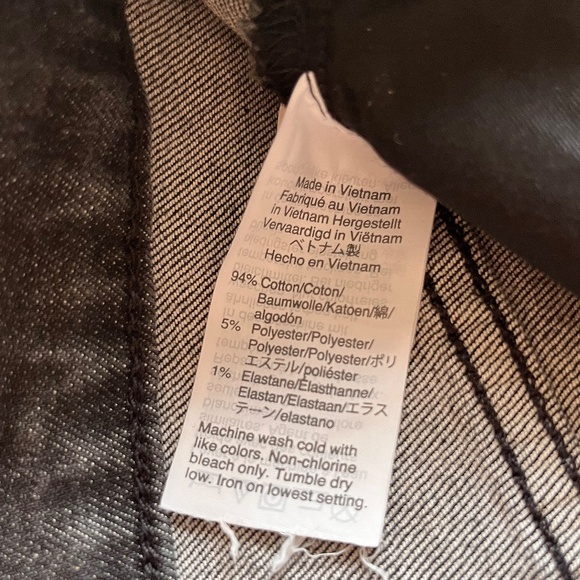 Made in Vietnam
Fabriqué au Vietnam
in Vietnam Hergestellt
Vervaardigd in Viëtnam
ベトナム製
Hecho en Vietnam
94% Cotton/Coton/
Baumwolle/Katoen/綿/
algodón
5% Polyester/Polyester/
Polyester/Polyester/ポリ
エステル/poliéster
1% Elastane/Élasthanne/
Elastan/Elastaan/エラス
テーン/elastano
Machine wash cold with
like colors. Non-chlorine
bleach only. Tumble dry
low. Iron on lowest setting.